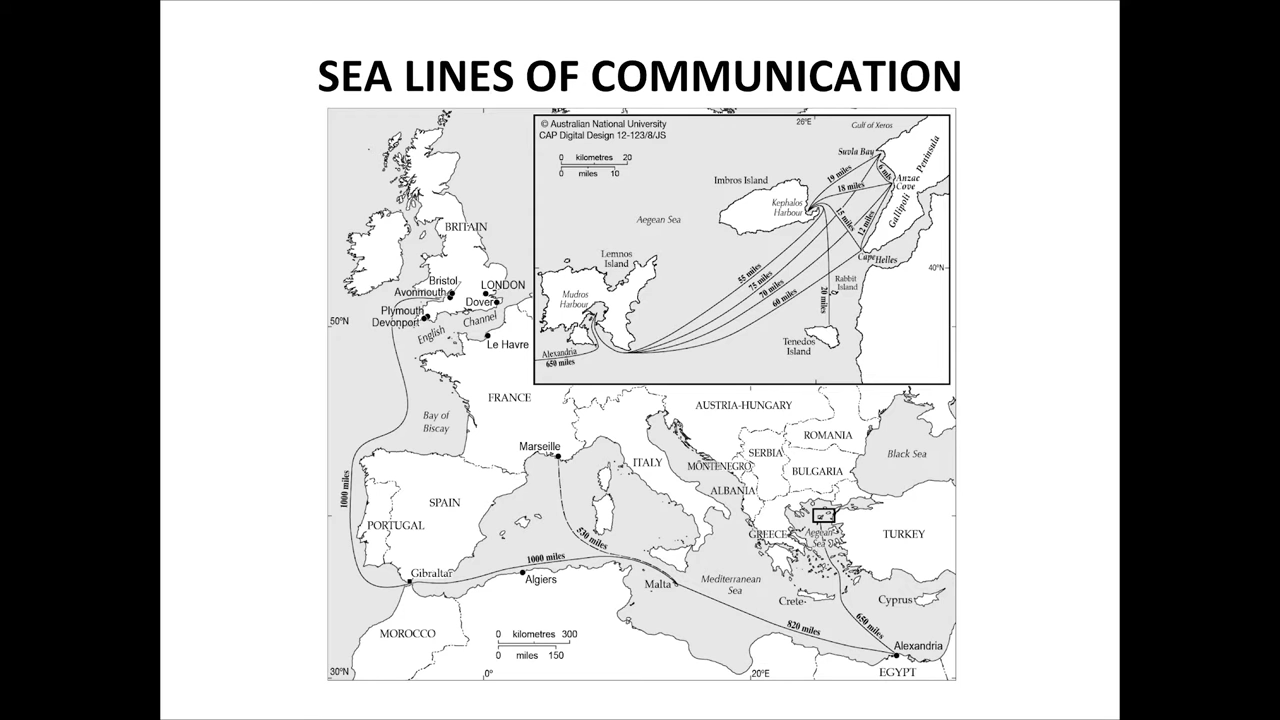 SEA LINES OF COMMUNICATION
© Australian National University
CAP Digital Design 12-123/8/JS
26°E
Gulf of Xeros
0 kilometres 20
0 miles 10
Suvla Bay
Peninsula
19 miles
6 mls
Imbros Island
18 miles
Anzac
Cove
Kephalos
Harbour
Gallipoli
15 miles
12 miles
Aegean Sea
Cape Helles
Lemnos
Island
40°N
55 miles
75 miles
70 miles
60 miles
Rabbit
Island
20 miles
Mudros
Harbour
Tenedos
Island
Alexandria
650 miles
BRITAIN
Bristol
Avonmouth
LONDON
Dover
Plymouth
Devonport
English Channel
50°N
Le Havre
FRANCE
Bay of
Biscay
AUSTRIA-HUNGARY
ROMANIA
Black Sea
Marseille
ITALY
SERBIA
MONTENEGRO
BULGARIA
ALBANIA
1000 miles
SPAIN
PORTUGAL
530 miles
GREECE
Aegean
Sea
TURKEY
1000 miles
Gibraltar
Algiers
Malta
Mediterranean
Sea
Crete
Cyprus
820 miles
650 miles
MOROCCO
0 kilometres 300
0 miles 150
Alexandria
30°N
0°
20°E
EGYPT